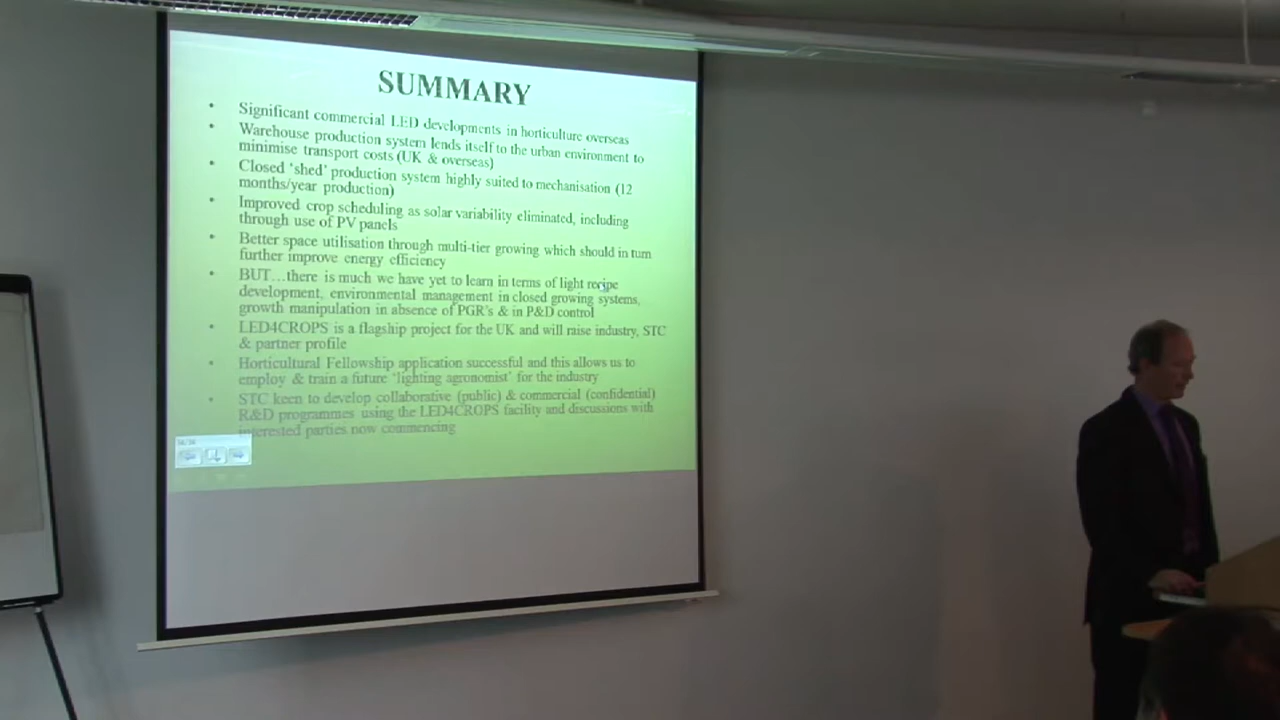 SUMMARY
• Significant commercial LED developments in horticulture overseas
• Warehouse production system lends itself to the urban environment to
minimise transport costs (UK & overseas)
• Closed 'shed' production system highly suited to mechanisation (12
months/year production)
• Improved crop scheduling as solar variability eliminated, including
through use of PV panels
• Better space utilisation through multi-tier growing which should in turn
further improve energy efficiency
• BUT…there is much we have yet to learn in terms of light recipe
development, environmental management in closed growing systems,
growth manipulation in absence of PGR's & in P&D control
• LED4CROPS is a flagship project for the UK and will raise industry, STC
& partner profile
• Horticultural Fellowship application successful and this allows us to
employ & train a future 'lighting agronomist' for the industry
• STC keen to develop collaborative (public) & commercial (confidential)
R&D programmes using the LED4CROPS facility and discussions with
interested parties now commencing